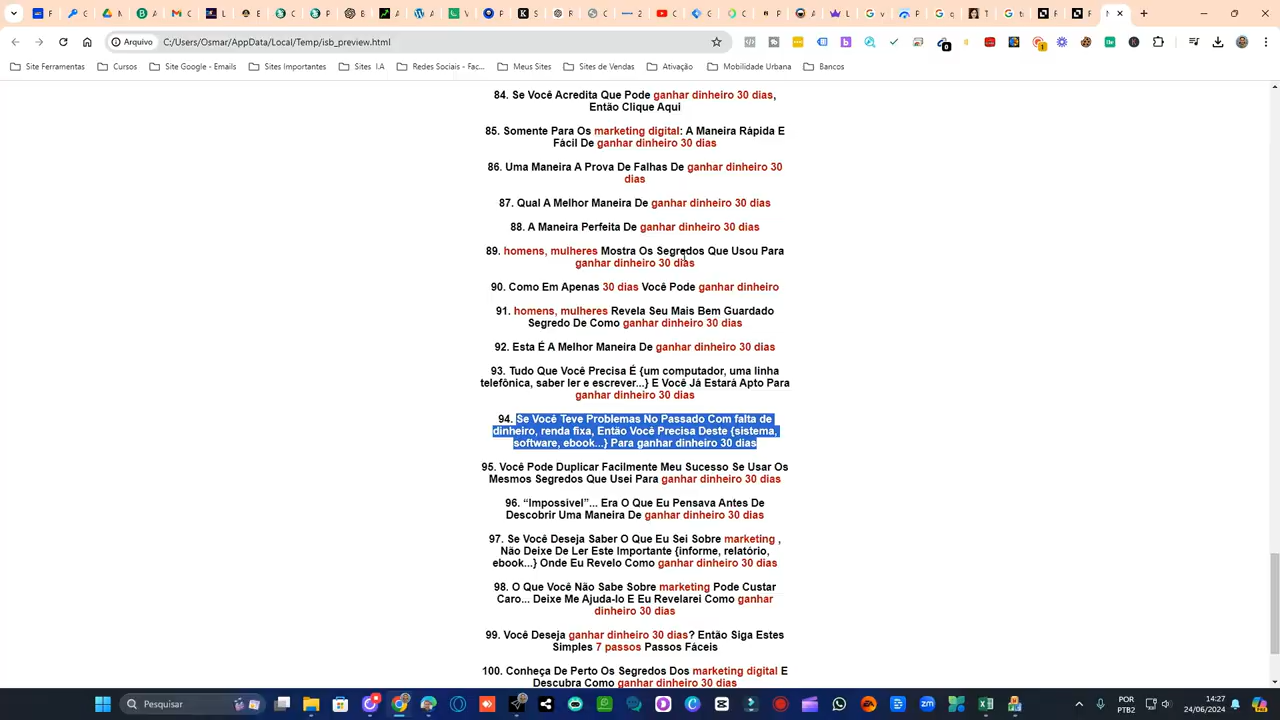 Arquivo
C:/Users/Osmar/AppData/Local/Temp/isb_preview.html
Site Ferramentas
Cursos
Site Google - Emails
Sites Importantes
Sites I.A
Redes Sociais - Fac...
Meus Sites
Sites de Vendas
Ativação
Mobilidade Urbana
Bancos
84. Se Você Acredita Que Pode ganhar dinheiro 30 dias,
Então Clique Aqui
85. Somente Para Os marketing digital: A Maneira Rápida E
Fácil De ganhar dinheiro 30 dias
86. Uma Maneira A Prova De Falhas De ganhar dinheiro 30
dias
87. Qual A Melhor Maneira De ganhar dinheiro 30 dias
88. A Maneira Perfeita De ganhar dinheiro 30 dias
89. homens, mulheres Mostra Os Segredos Que Usou Para
ganhar dinheiro 30 dias
90. Como Em Apenas 30 dias Você Pode ganhar dinheiro
91. homens, mulheres Revela Seu Mais Bem Guardado
Segredo De Como ganhar dinheiro 30 dias
92. Esta É A Melhor Maneira De ganhar dinheiro 30 dias
93. Tudo Que Você Precisa É {um computador, uma linha
telefônica, saber ler e escrever...} E Você Já Estará Apto Para
ganhar dinheiro 30 dias
94. Se Você Teve Problemas No Passado Com falta de
dinheiro, renda fixa, Então Você Precisa Deste {sistema,
software, ebook...} Para ganhar dinheiro 30 dias
95. Você Pode Duplicar Facilmente Meu Sucesso Se Usar Os
Mesmos Segredos Que Usei Para ganhar dinheiro 30 dias
96. “Impossível”... Era O Que Eu Pensava Antes De
Descobrir Uma Maneira De ganhar dinheiro 30 dias
97. Se Você Deseja Saber O Que Eu Sei Sobre marketing ,
Não Deixe De Ler Este Importante {informe, relatório,
ebook...} Onde Eu Revelo Como ganhar dinheiro 30 dias
98. O Que Você Não Sabe Sobre marketing Pode Custar
Caro... Deixe Me Ajuda-lo E Eu Revelarei Como ganhar
dinheiro 30 dias
99. Você Deseja ganhar dinheiro 30 dias? Então Siga Estes
Simples 7 passos Passos Fáceis
100. Conheça De Perto Os Segredos Dos marketing digital E
Descubra Como ganhar dinheiro 30 dias
Pesquisar
POR
PTB2
14:27
24/06/2024